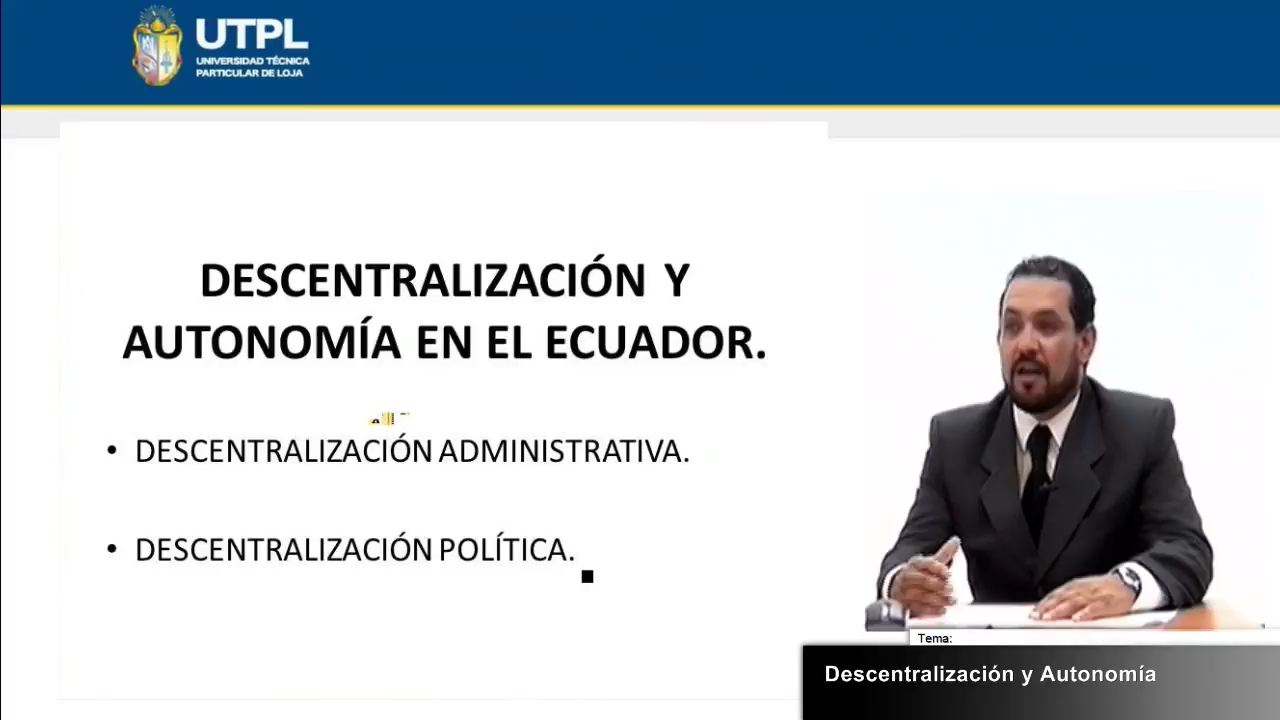 UTPL
UNIVERSIDAD TÉCNICA
PARTICULAR DE LOJA
DESCENTRALIZACIÓN Y
AUTONOMÍA EN EL ECUADOR.
• DESCENTRALIZACIÓN ADMINISTRATIVA.
• DESCENTRALIZACIÓN POLÍTICA.
Tema:
Descentralización y Autonomía